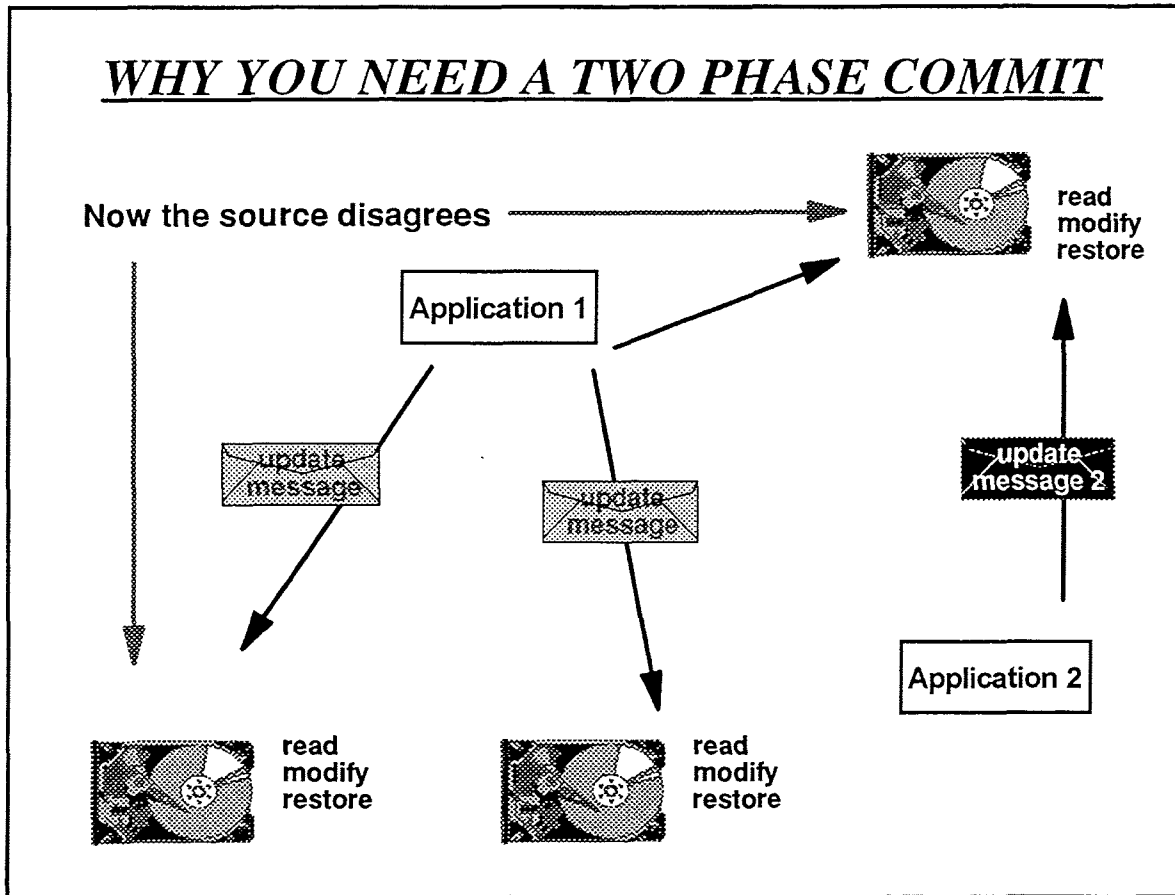 WHY YOU NEED A TWO PHASE COMMIT
Now the source disagrees
read
modify
restore
Application 1
update
message
update
message
update
message 2
Application 2
read
modify
restore
read
modify
restore